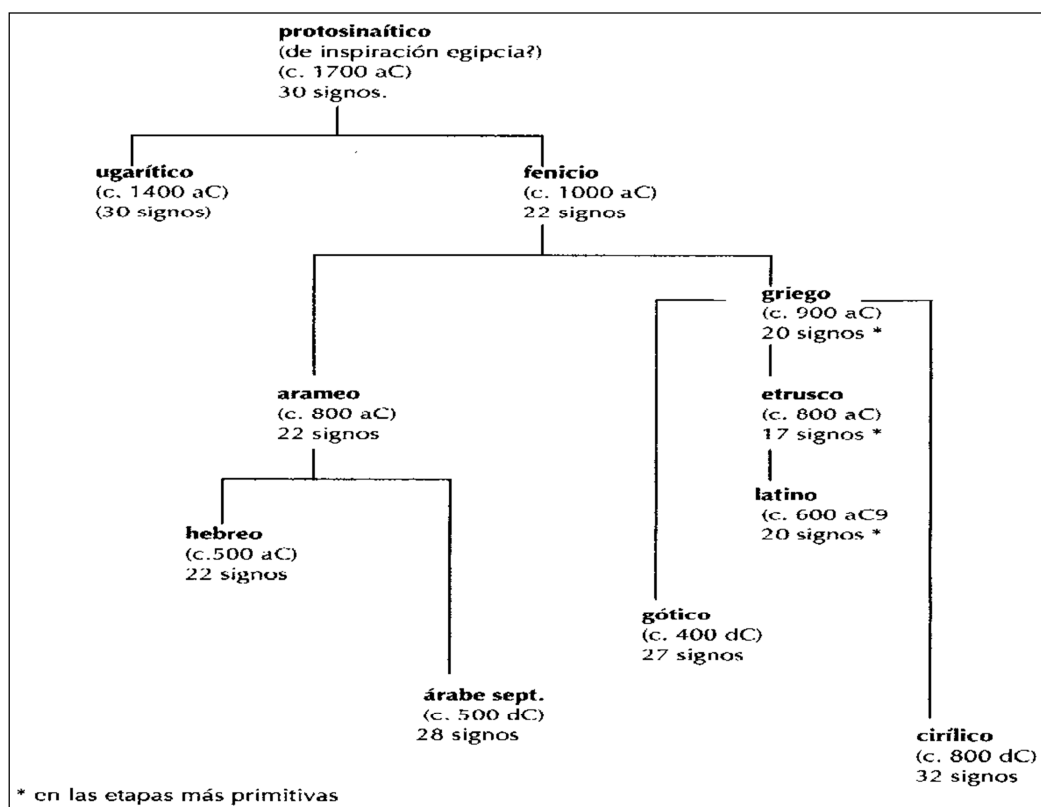 protosinaítico
(de inspiración egipcia?)
(c. 1700 aC)
30 signos.
ugarítico
(c. 1400 aC)
(30 signos)
fenicio
(c. 1000 aC)
22 signos
griego
(c. 900 aC)
20 signos *
arameo
(c. 800 aC)
22 signos
etrusco
(c. 800 aC)
17 signos *
latino
(c. 600 aC9
20 signos *
hebreo
(c.500 aC)
22 signos
gótico
(c. 400 dC)
27 signos
árabe sept.
(c. 500 dC)
28 signos
cirílico
(c. 800 dC)
32 signos
* en las etapas más primitivas